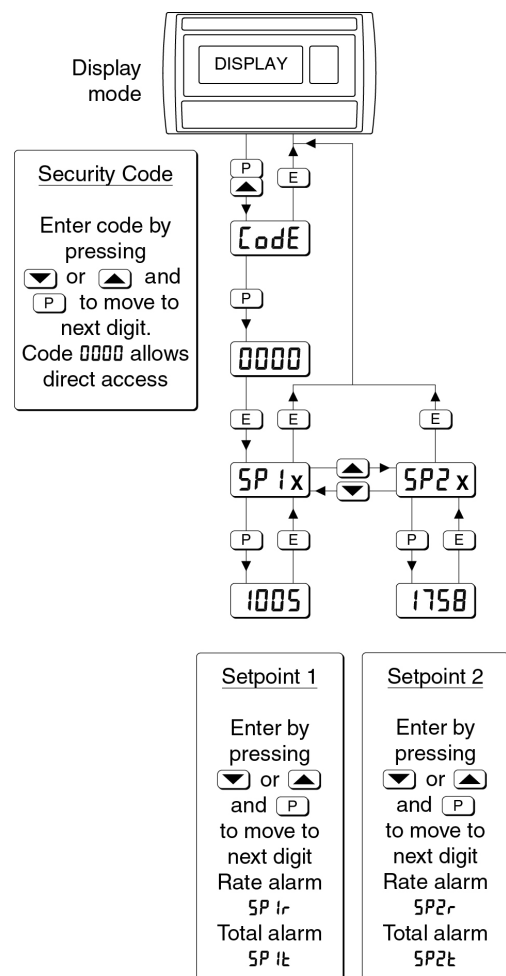 Display
mode
DISPLAY
P
E
Security Code
Enter code by
pressing
or and
P to move to
next digit.
Code 0000 allows
direct access
CodE
P
0000
E E E
SP1x SP2x
P E P E
1005 1758
Setpoint 1
Enter by
pressing
or
and P
to move to
next digit
Rate alarm
SP1r
Total alarm
SP1t
Setpoint 2
Enter by
pressing
or
and P
to move to
next digit
Rate alarm
SP2r
Total alarm
SP2t